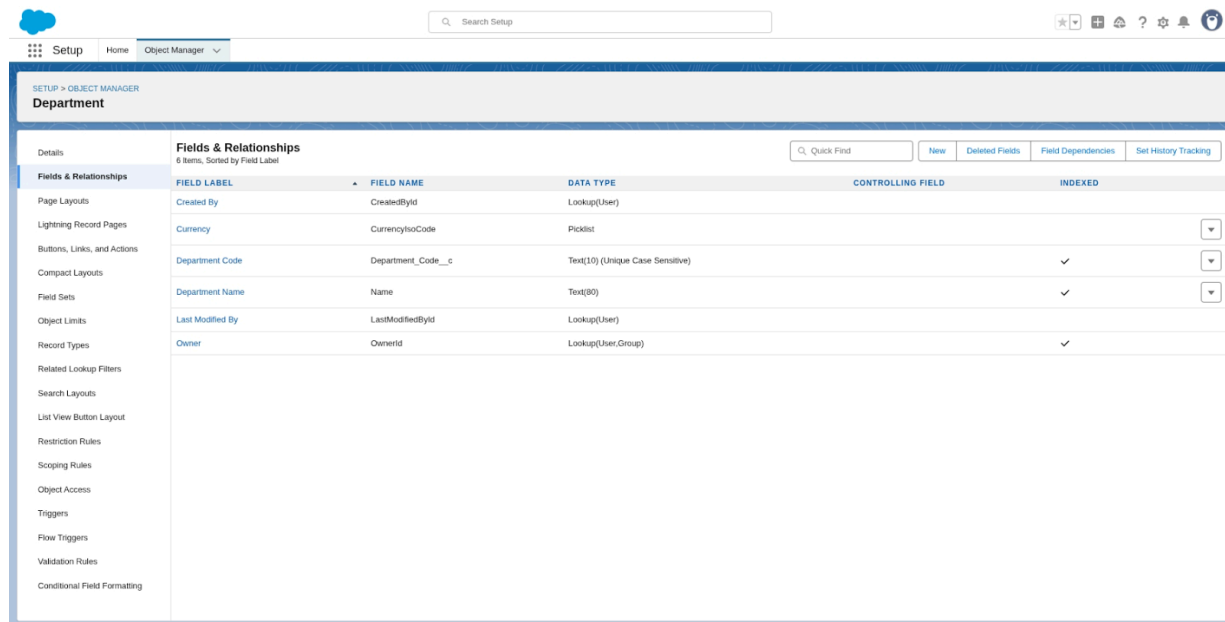 Search Setup
Setup Home Object Manager
SETUP > OBJECT MANAGER
Department
Details
Fields & Relationships
Page Layouts
Lightning Record Pages
Buttons, Links, and Actions
Compact Layouts
Field Sets
Object Limits
Record Types
Related Lookup Filters
Search Layouts
List View Button Layout
Restriction Rules
Scoping Rules
Object Access
Triggers
Flow Triggers
Validation Rules
Conditional Field Formatting
Fields & Relationships
6 Items, Sorted by Field Label
Quick Find New Deleted Fields Field Dependencies Set History Tracking
FIELD LABEL FIELD NAME DATA TYPE CONTROLLING FIELD INDEXED
Created By CreatedById Lookup(User)
Currency CurrencyIsoCode Picklist
Department Code Department_Code__c Text(10) (Unique Case Sensitive)
Department Name Name Text(80)
Last Modified By LastModifiedById Lookup(User)
Owner OwnerId Lookup(User,Group)